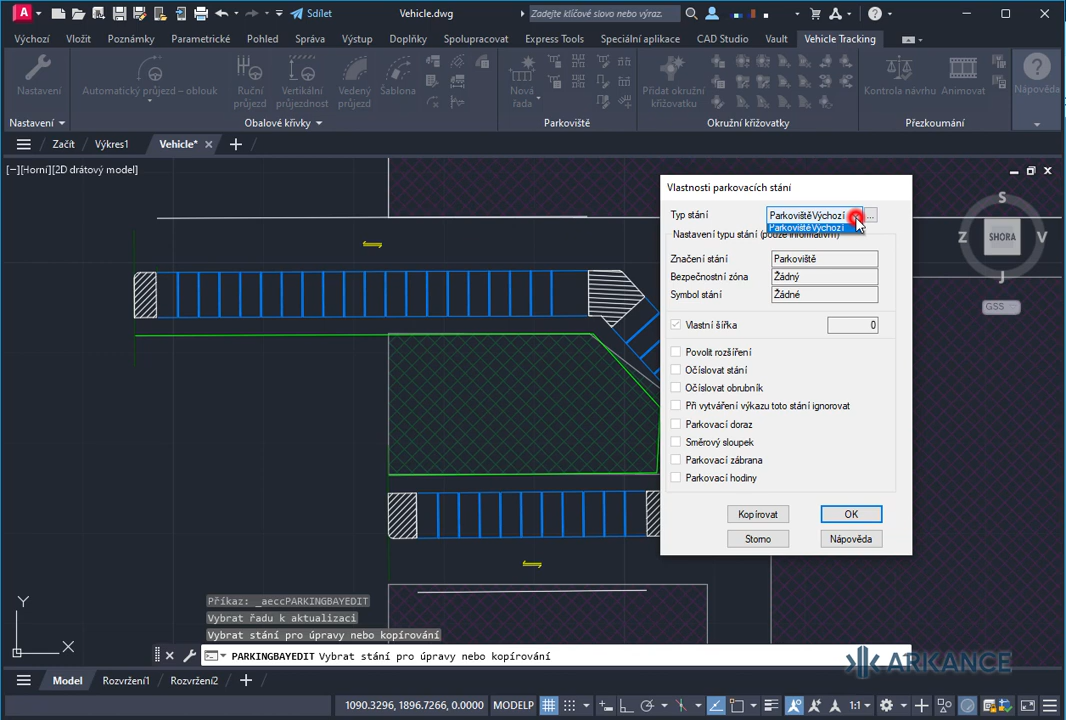 Sdílet
Vehicle.dwg
Zadejte klíčové slovo nebo výraz.
Výchozí
Vložit
Poznámky
Parametrické
Pohled
Správa
Výstup
Doplňky
Spolupracovat
Express Tools
Speciální aplikace
CAD Studio
Vault
Vehicle Tracking
Nastavení
Automatický průjezd – oblouk
Ruční průjezd
Vertikální průjezdnost
Vedený průjezd
Šablona
Nová řada
Přidat okružní křižovatku
Kontrola návrhu
Animovat
Nápověda
Nastavení
Obalové křivky
Parkoviště
Okružní křižovatky
Přezkoumání
Začít
Výkres1
Vehicle*
[−][Horní][2D drátový model]
Vlastnosti parkovacích stání
Typ stání
ParkovištěVýchozí
...
ParkovištěVýchozí
Nastavení typu stání (pouze informativní)
Značení stání
Parkoviště
Bezpečnostní zóna
Žádný
Symbol stání
Žádné
Vlastní šířka
0
Povolit rozšíření
Očíslovat stání
Očíslovat obrubník
Při vytváření výkazu toto stání ignorovat
Parkovací doraz
Směrový sloupek
Parkovací zábrana
Parkovací hodiny
Kopírovat
OK
Storno
Nápověda
S
Z
SHORA
V
J
GSS
Y
X
Příkaz: _aeccPARKINGBAYEDIT
Vybrat řadu k aktualizaci
Vybrat stání pro úpravy nebo kopírování
PARKINGBAYEDIT Vybrat stání pro úpravy nebo kopírování
ARKANCE
Model
Rozvržení1
Rozvržení2
1090.3296, 1896.7266, 0.0000
MODELP
1:1